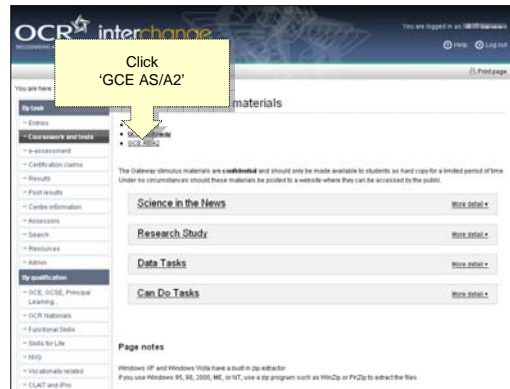 OCR interchange
RECOGNISING
You are logged in as
Help Log out
Print page
Click
'GCE AS/A2'
You are here
materials
By task
Entries
Coursework and tests
e-assessment
Certification claims
Results
Post results
Centre information
Assessors
Search
Resources
Admin
By qualification
OCE, GCSE, Principal
Learning...
OCR Nationals
Functional Skills
Skills for Life
NVQ
Vocationally related
CLAIT and iPro
GCE AS/A2
The Gateway stimulus materials are confidential and should only be made available to students as hard copy for a limited period of time.
Under no circumstances should these materials be posted to a website where they can be accessed by the public.
Science in the News More detail
Research Study More detail
Data Tasks More detail
Can Do Tasks More detail
Page notes
Windows XP and Windows Vista have a built in zip extractor.
If you use Windows 95, 98, 2000, ME, or NT, use a zip program such as WinZip or PKZip to extract the files.